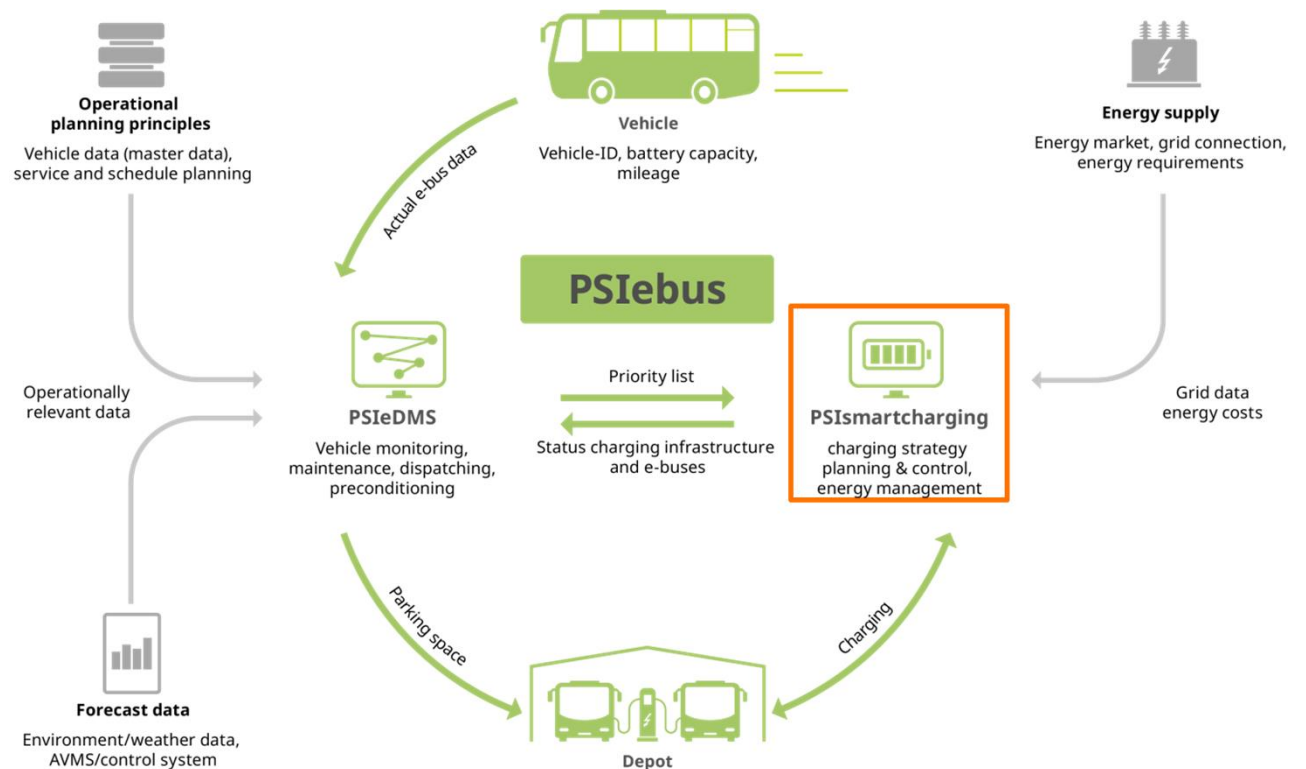 Operational
planning principles
Vehicle data (master data),
service and schedule planning
Vehicle
Vehicle-ID, battery capacity,
mileage
Energy supply
Energy market, grid connection,
energy requirements
Actual e-bus data
PSIebus
Operationally
relevant data
PSIeDMS
Vehicle monitoring,
maintenance, dispatching,
preconditioning
Priority list
Status charging infrastructure
and e-buses
PSIsmartcharging
charging strategy
planning & control,
energy management
Grid data
energy costs
Parking space
Charging
Forecast data
Environment/weather data,
AVMS/control system
Depot